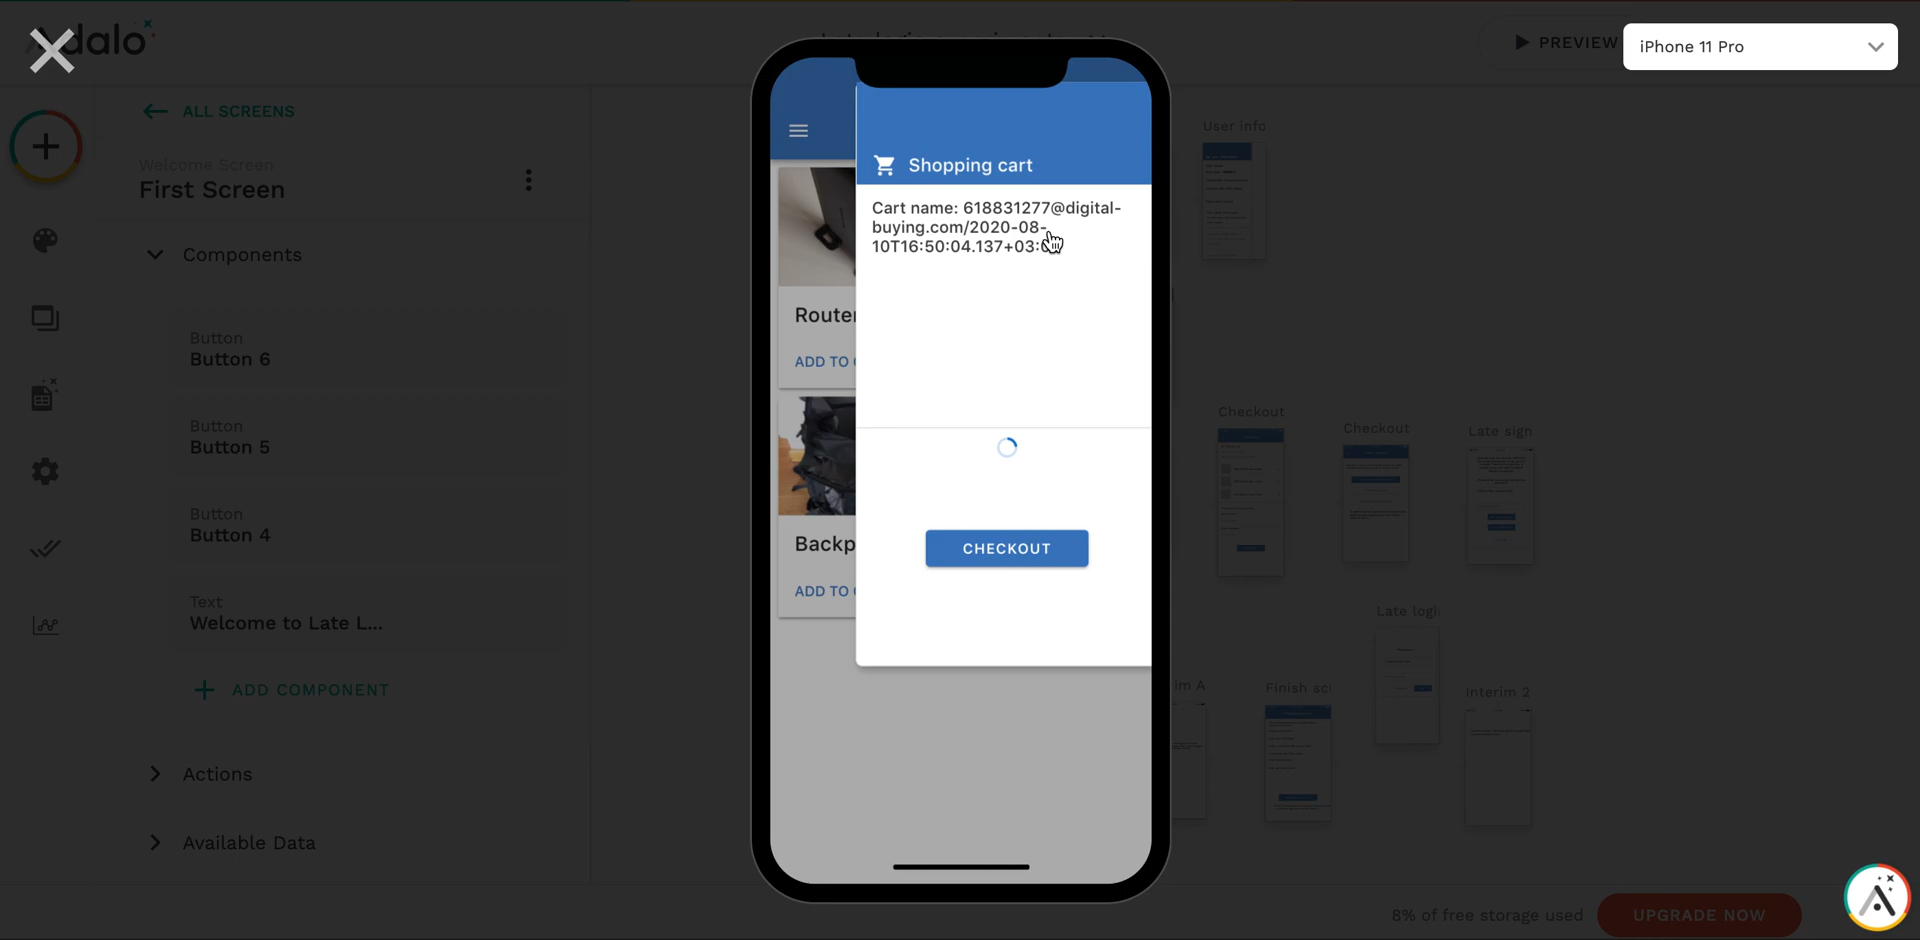 Adalo
PREVIEW
iPhone 11 Pro
ALL SCREENS
Welcome Screen
First Screen
Components
Button
Button 6
Button
Button 5
Button
Button 4
Text
Welcome to Late L...
ADD COMPONENT
Actions
Available Data
Shopping cart
Cart name: 618831277@digital-
buying.com/2020-08-
10T16:50:04.137+03:
Router
ADD TO
Backp
ADD TO
CHECKOUT
User info
Checkout
Checkout
Late sign
Late logi
im A
Finish sc
Interim 2
8% of free storage used
UPGRADE NOW